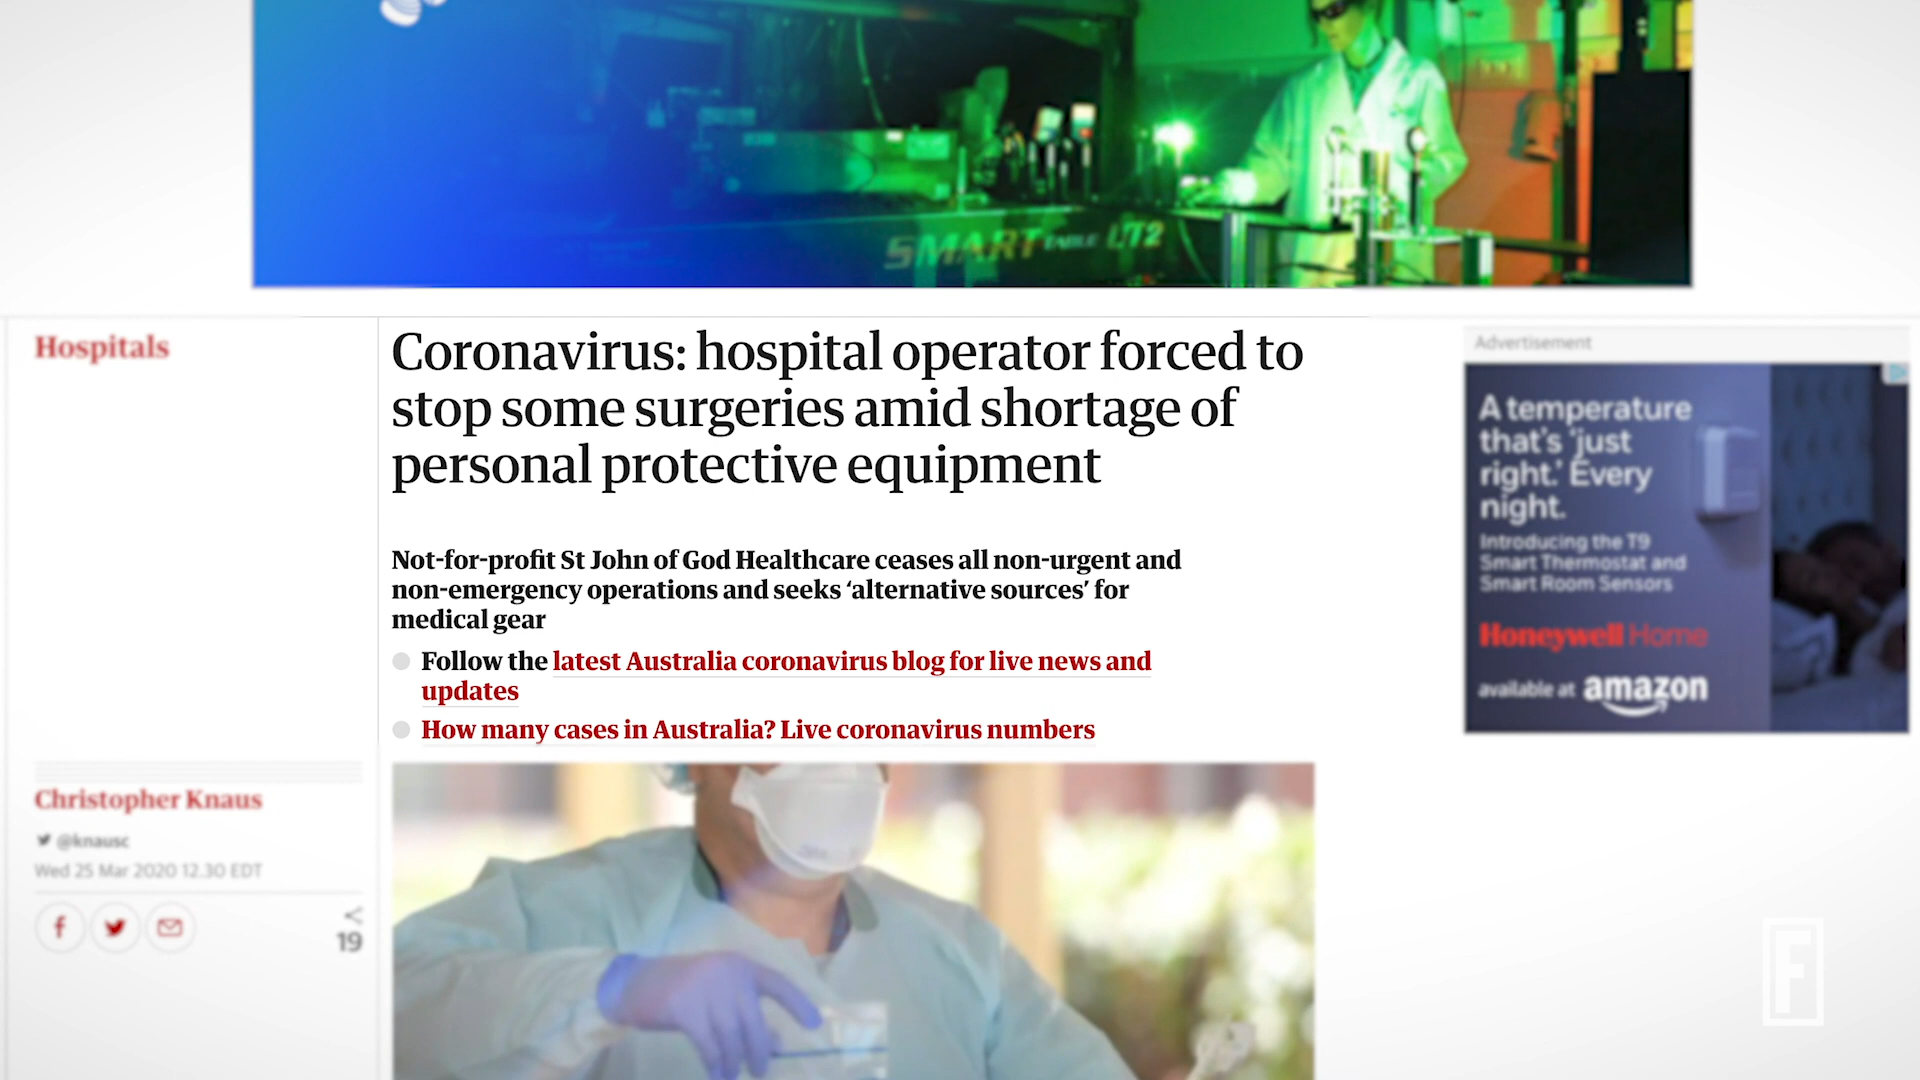 SMART TABLE UT2
Hospitals
Coronavirus: hospital operator forced to
stop some surgeries amid shortage of
personal protective equipment
Not-for-profit St John of God Healthcare ceases all non-urgent and
non-emergency operations and seeks ‘alternative sources’ for
medical gear
Follow the latest Australia coronavirus blog for live news and
updates
How many cases in Australia? Live coronavirus numbers
Christopher Knaus
@knausc
Wed 25 Mar 2020 12.30 EDT
19
Advertisement
A temperature
that's ‘just
right.’ Every
night.
Introducing the T9
Smart Thermostat and
Smart Room Sensors
Honeywell Home
available at amazon
F